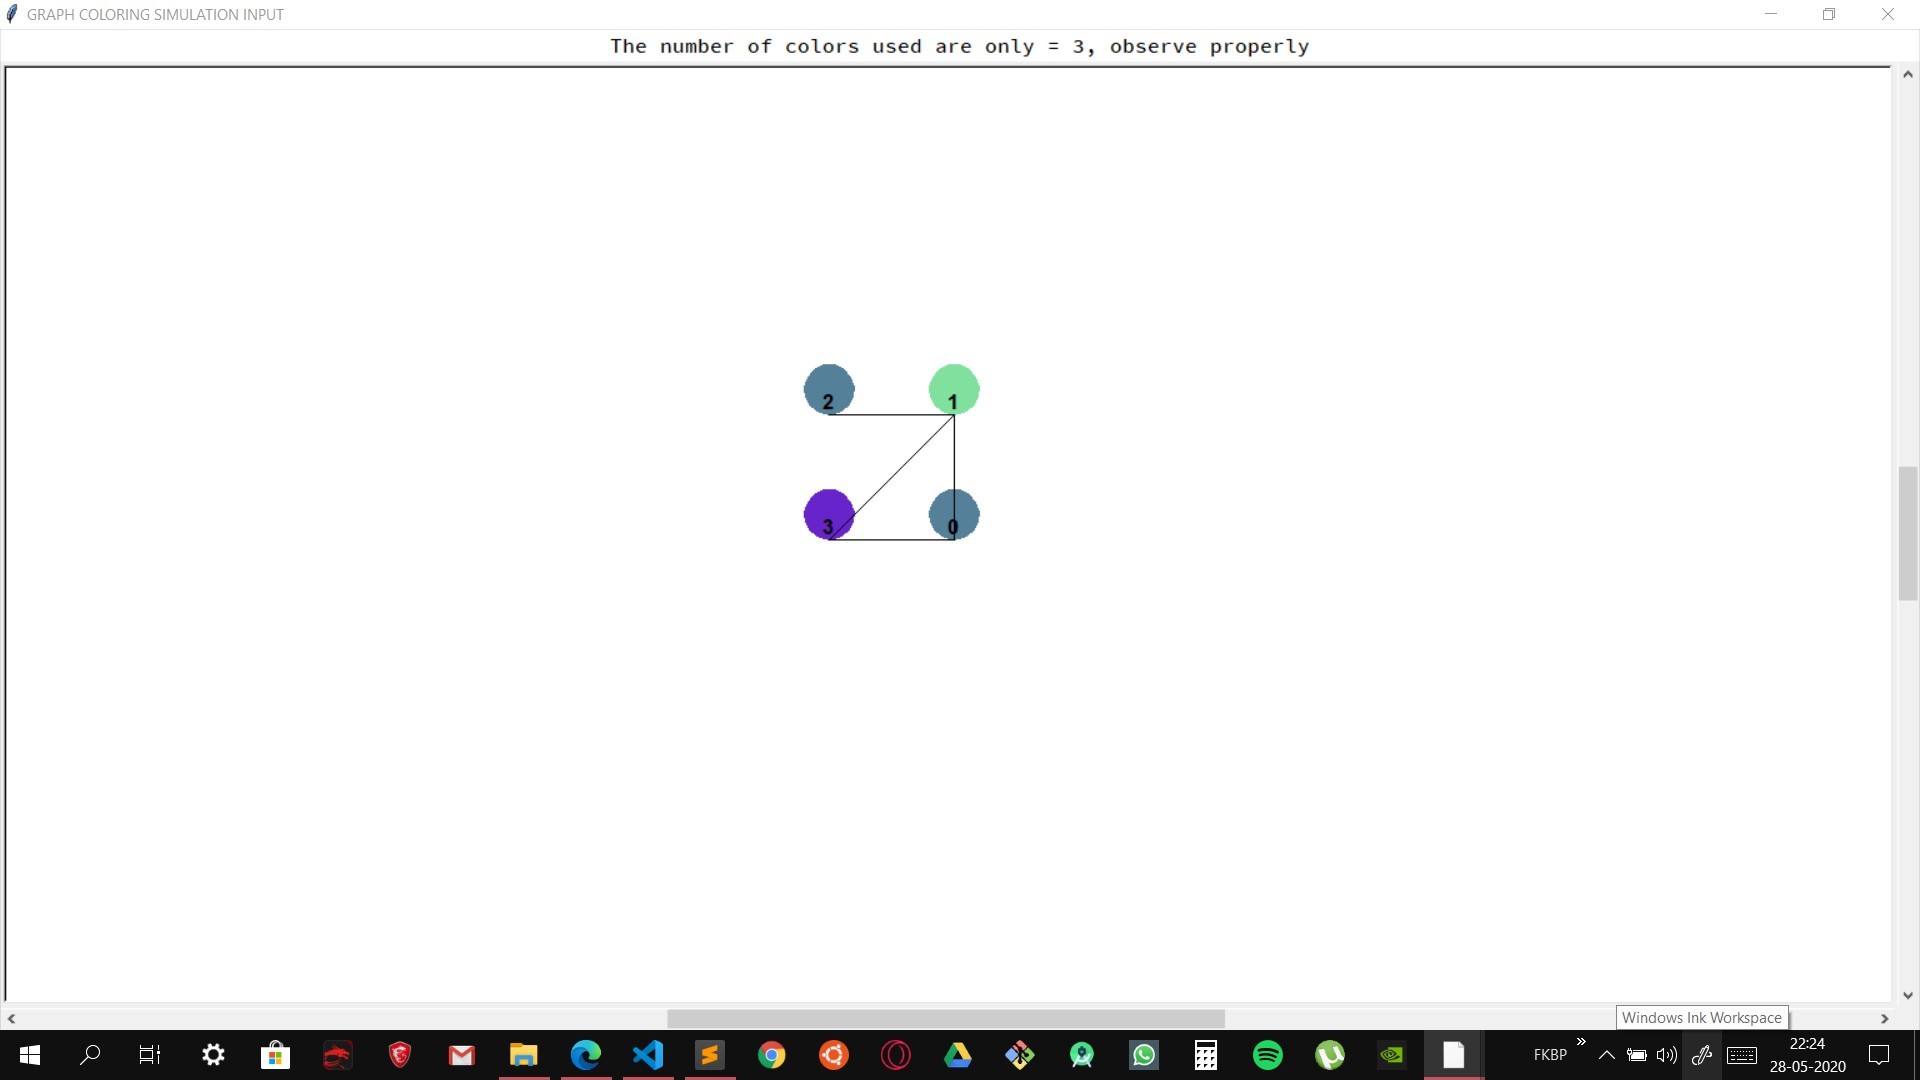 GRAPH COLORING SIMULATION INPUT
The number of colors used are only = 3, observe properly
2
1
3
0
Windows Ink Workspace
FKBP
22:24
28-05-2020